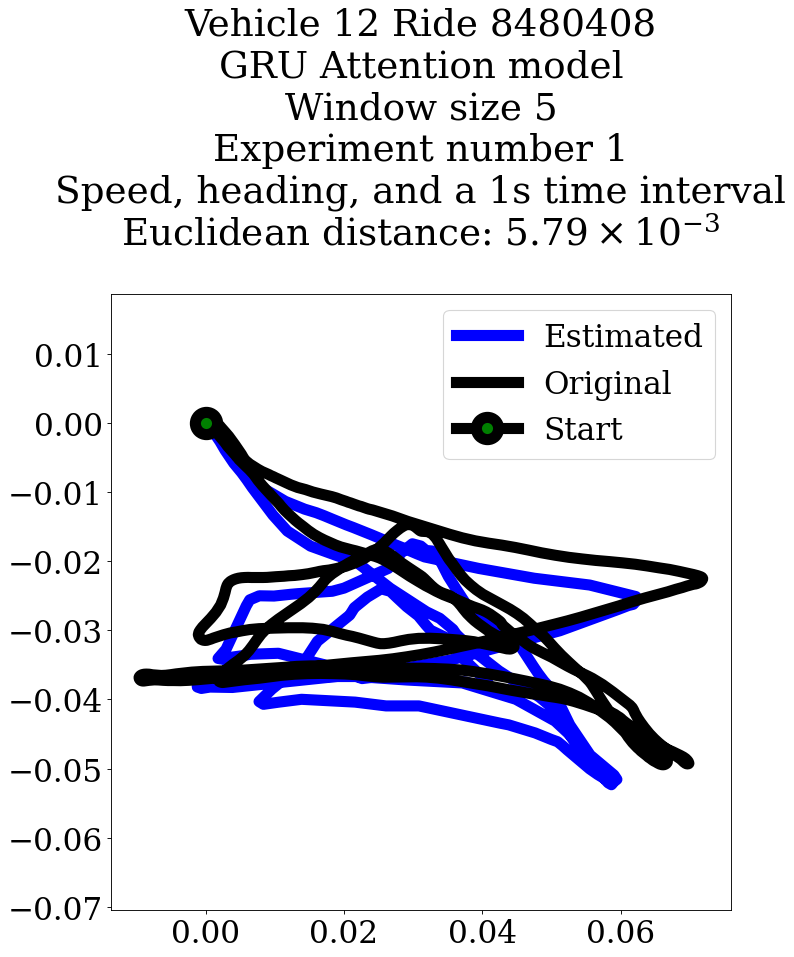 Vehicle 12 Ride 8480408
GRU Attention model
Window size 5
Experiment number 1
Speed, heading, and a 1s time interval
Euclidean distance: 5.79 × 10⁻³
Estimated
Original
Start
0.01
0.00
−0.01
−0.02
−0.03
−0.04
−0.05
−0.06
−0.07
0.00 0.02 0.04 0.06